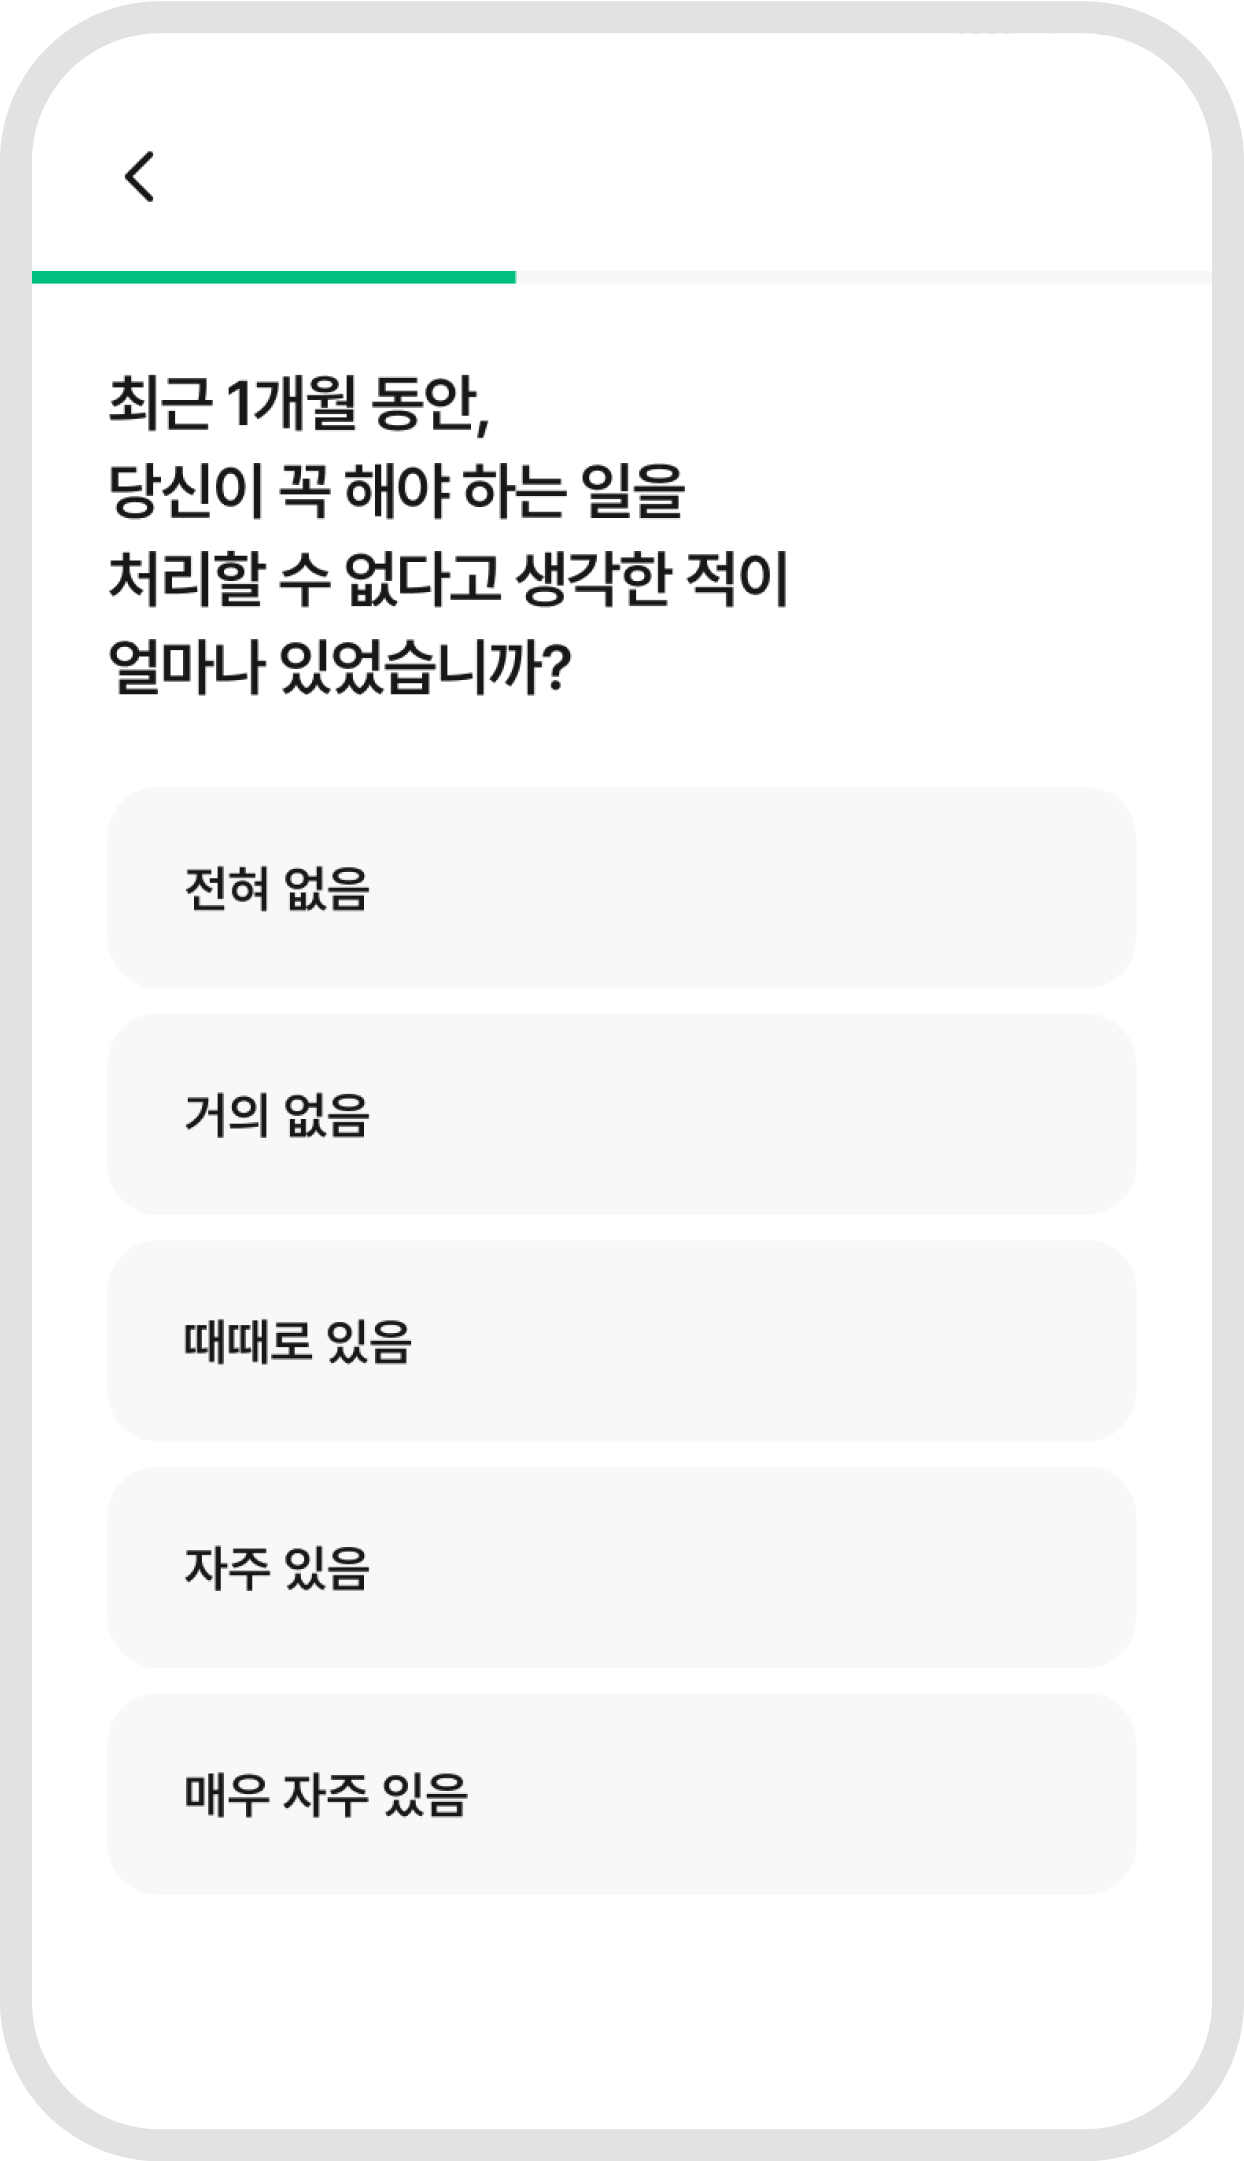 최근 1개월 동안,
당신이 꼭 해야 하는 일을
처리할 수 없다고 생각한 적이
얼마나 있었습니까?
전혀 없음
거의 없음
때때로 있음
자주 있음
매우 자주 있음